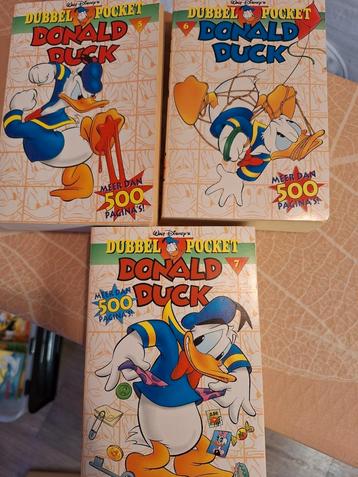 Walt Disney's
DUBBEL POCKET
5
DONALD
DUCK
MEER DAN
500
PAGINA'S!
Walt Disney's
DUBBEL POCKET
6
DONALD
DUCK
MEER DAN
500
PAGINA'S!
Walt Disney's
DUBBEL POCKET
7
DONALD
DUCK
MEER DAN
500
PAGINA'S!